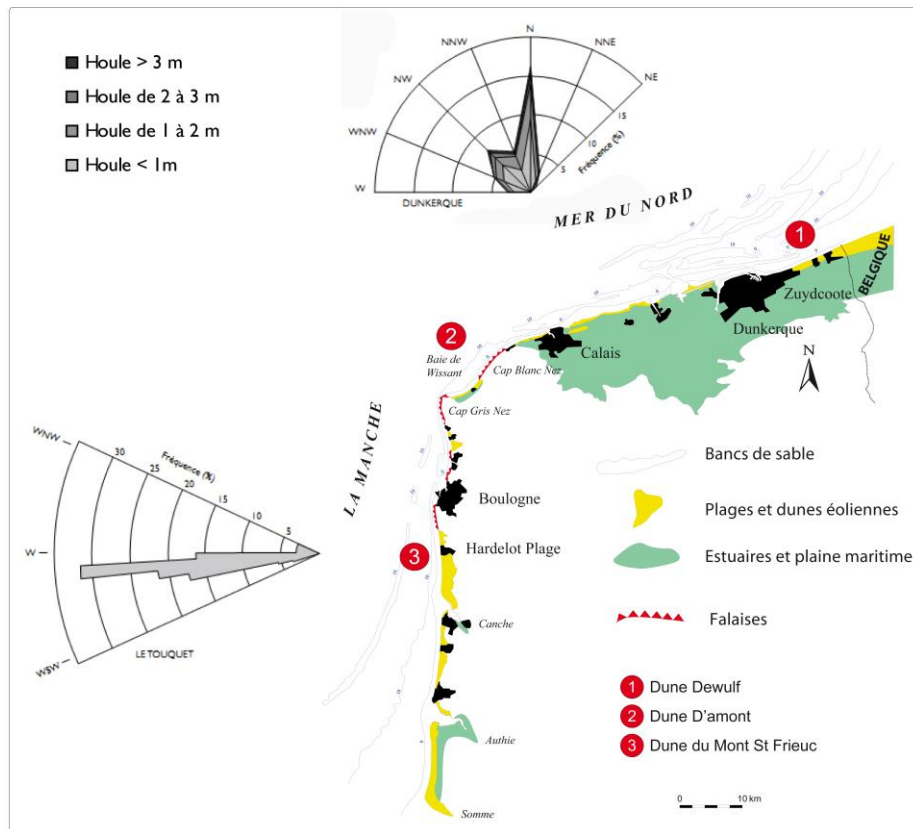 Houle > 3 m
Houle de 2 à 3 m
Houle de 1 à 2 m
Houle < 1m
N
NNW
NNE
NW
NE
WNW
W
15
10
5
Fréquence (%)
DUNKERQUE
MER DU NORD
1
BELGIQUE
Zuydcoote
Dunkerque
2
Baie de
Wissant
Cap Blanc Nez
Calais
N
Cap Gris Nez
LA MANCHE
WNW
30
Fréquence (%)
25
20
15
10
5
W
WSW
LE TOUQUET
Boulogne
Hardelot Plage
3
Canche
Authie
Somme
Bancs de sable
Plages et dunes éoliennes
Estuaires et plaine maritime
Falaises
1 Dune Dewulf
2 Dune D'amont
3 Dune du Mont St Frieuc
0 10 km